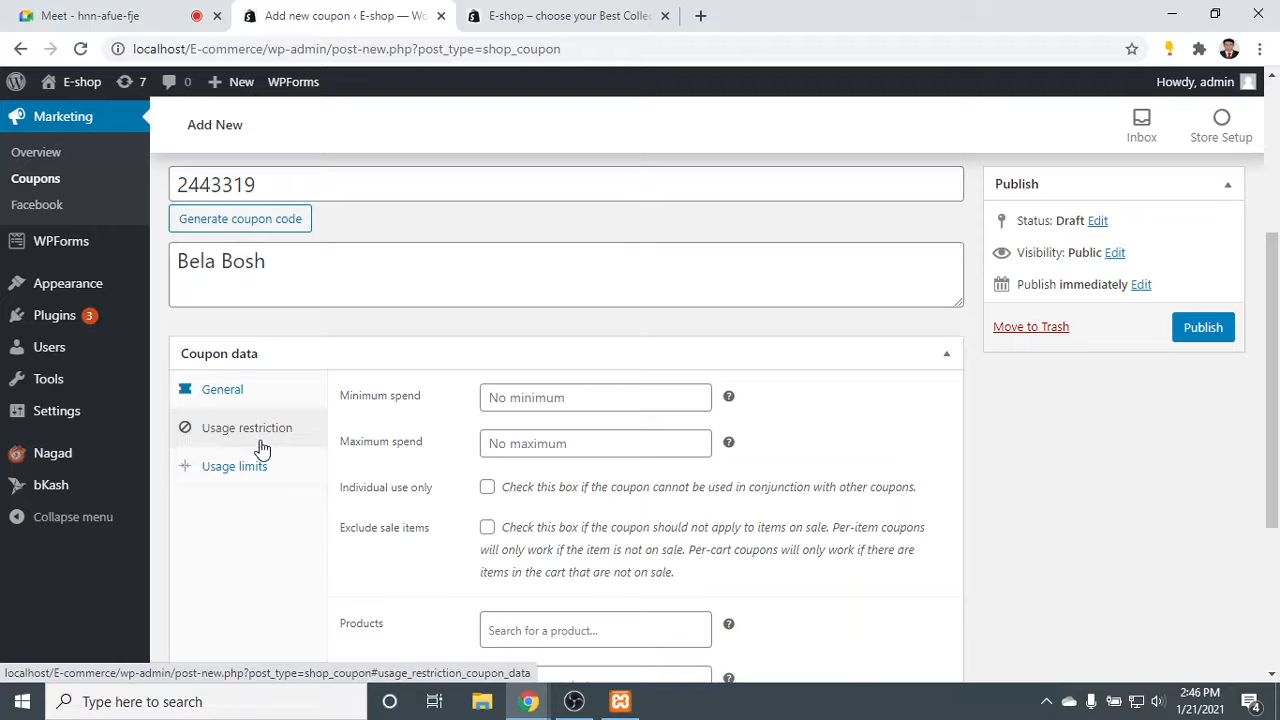 Meet - hnn-afue-fje
Add new coupon ‹ E-shop — Wo
E-shop – choose your Best Collec
localhost/E-commerce/wp-admin/post-new.php?post_type=shop_coupon
E-shop
7
0
New
WPForms
Howdy, admin
Marketing
Overview
Coupons
Facebook
WPForms
Appearance
Plugins 3
Users
Tools
Settings
Nagad
bKash
Collapse menu
Add New
Inbox
Store Setup
2443319
Generate coupon code
Bela Bosh
Publish
Status: Draft Edit
Visibility: Public Edit
Publish immediately Edit
Move to Trash
Publish
Coupon data
General
Usage restriction
Usage limits
Minimum spend
No minimum
Maximum spend
No maximum
Individual use only
Check this box if the coupon cannot be used in conjunction with other coupons.
Exclude sale items
Check this box if the coupon should not apply to items on sale. Per-item coupons
will only work if the item is not on sale. Per-cart coupons will only work if there are
items in the cart that are not on sale.
Products
Search for a product...
localhost/E-commerce/wp-admin/post-new.php?post_type=shop_coupon#usage_restriction_coupon_data
Type here to search
2:46 PM
1/21/2021
4